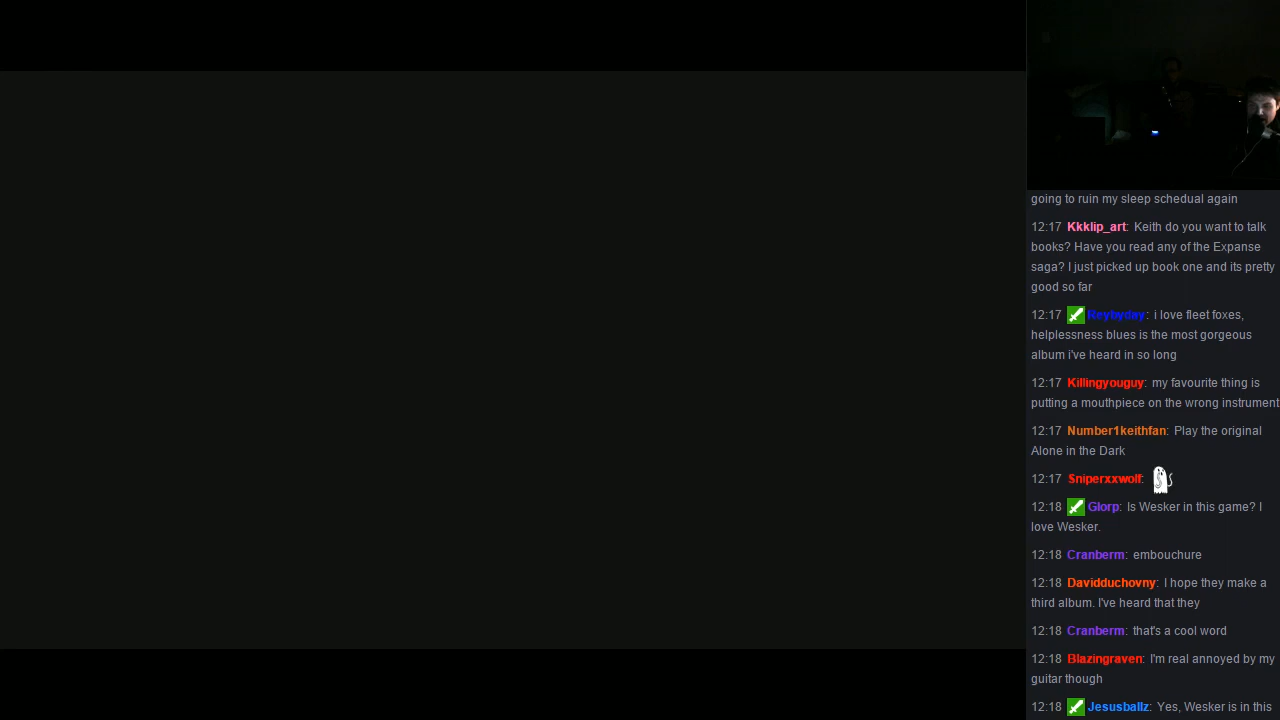 going to ruin my sleep schedual again
12:17 Kkklip_art: Keith do you want to talk
books? Have you read any of the Expanse
saga? I just picked up book one and its pretty
good so far
12:17 Roybyday: i love fleet foxes,
helplessness blues is the most gorgeous
album i've heard in so long
12:17 Killingyouguy: my favourite thing is
putting a mouthpiece on the wrong instrument
12:17 Number1keithfan: Play the original
Alone in the Dark
12:17 Sniperxxwolf:
12:18 Glorp: Is Wesker in this game? I
love Wesker.
12:18 Cranberm: embouchure
12:18 Davidduchovny: I hope they make a
third album. I've heard that they
12:18 Cranberm: that's a cool word
12:18 Blazingraven: I'm real annoyed by my
guitar though
12:18 Jesusballz: Yes, Wesker is in this